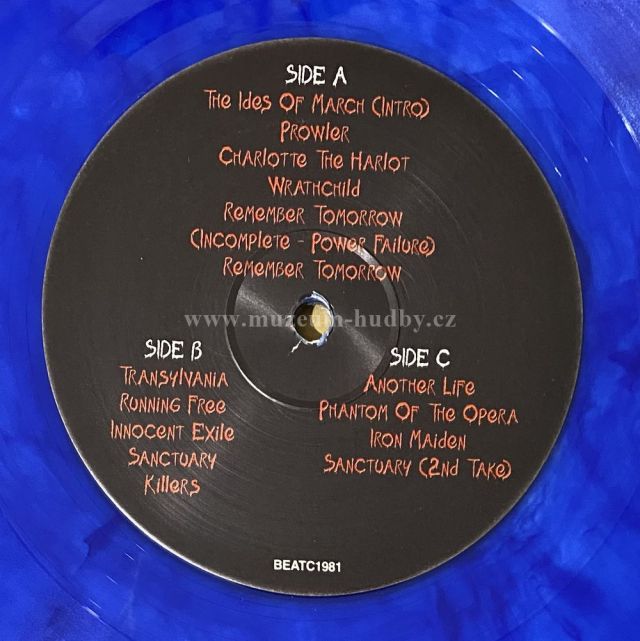 SIDE A
The Ides Of March (Intro)
Prowler
Charlotte The Harlot
Wrathchild
Remember Tomorrow
(Incomplete - Power Failure)
Remember Tomorrow
www.muzeum-hudby.cz
SIDE B
Transylvania
Running Free
Innocent Exile
Sanctuary
Killers
SIDE C
Another Life
Phantom Of The Opera
Iron Maiden
Sanctuary (2nd Take)
BEATC1981